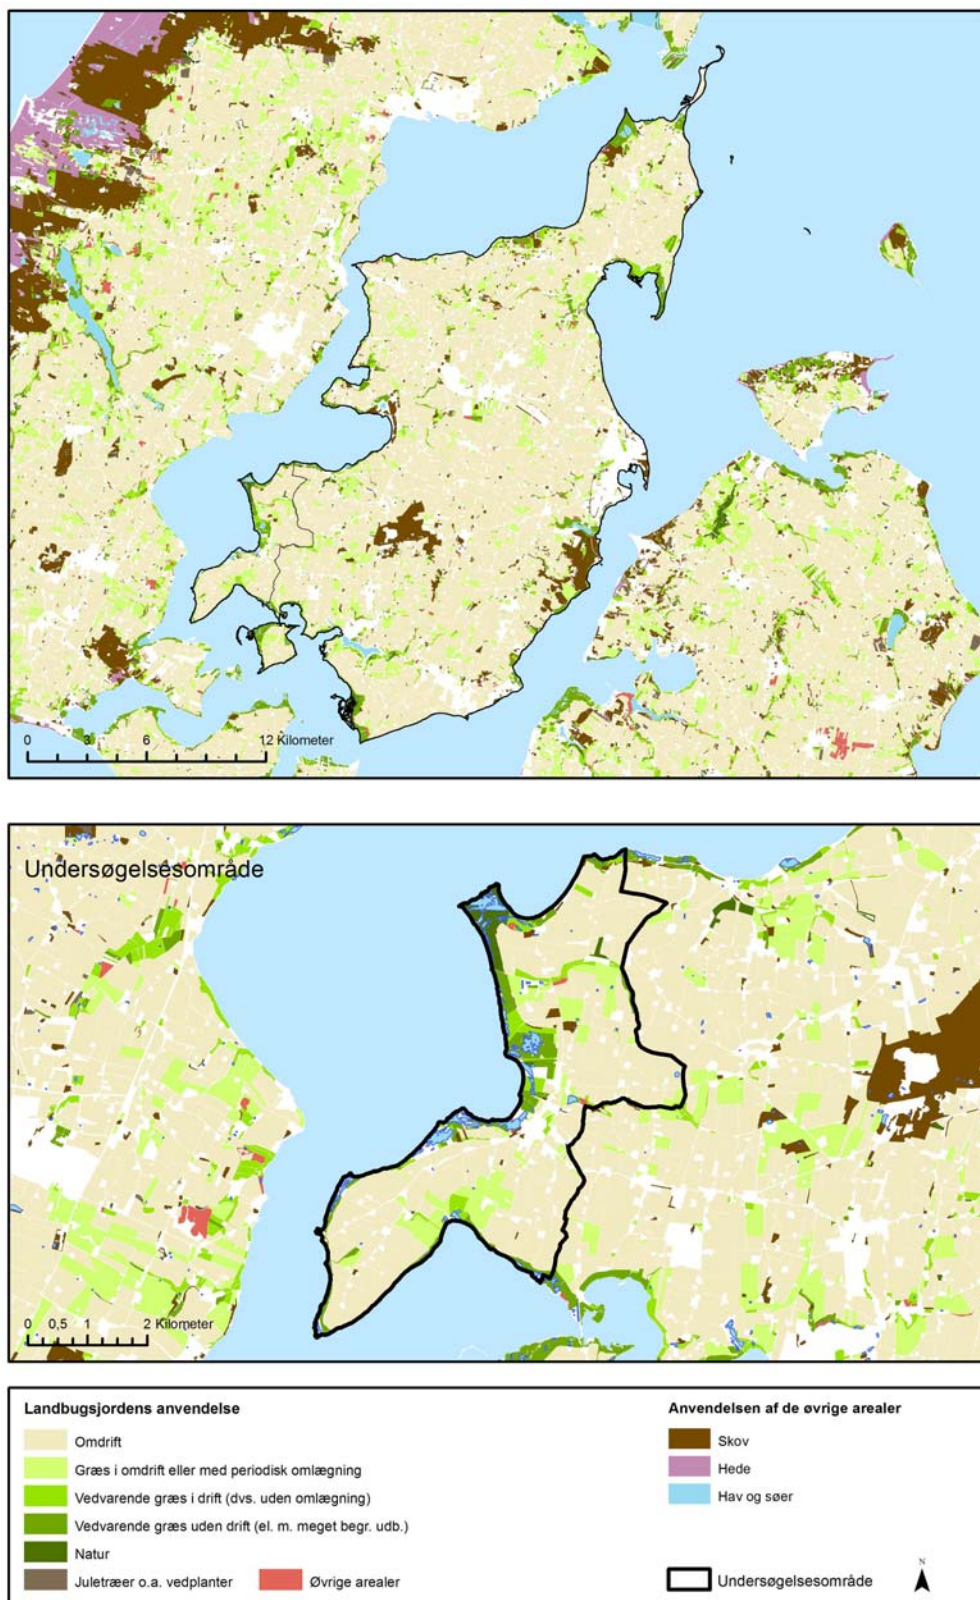 0 3 6 12 Kilometer
Undersøgelsesområde
0 0,5 1 2 Kilometer
Landbugsjordens anvendelse
Omdrift
Græs i omdrift eller med periodisk omlægning
Vedvarende græs i drift (dvs. uden omlægning)
Vedvarende græs uden drift (el. m. meget begr. udb.)
Natur
Juletræer o.a. vedplanter
Øvrige arealer
Anvendelsen af de øvrige arealer
Skov
Hede
Hav og søer
Undersøgelsesområde
N